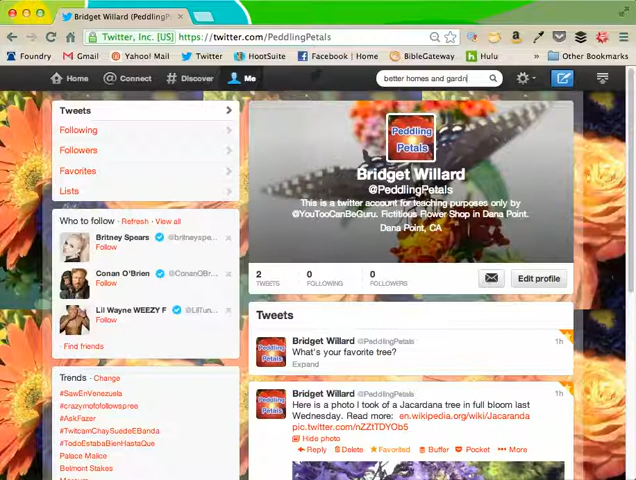 Bridget Willard (Peddling
Twitter, Inc. [US] https://twitter.com/PeddlingPetals
Foundry Gmail Yahoo! Mail Twitter HootSuite Facebook | Home BibleGateway Hulu » Other Bookmarks
Home @ Connect # Discover Me better homes and gardn
Tweets
Following
Followers
Favorites
Lists
Peddling
Petals
Bridget Willard
@PeddlingPetals
This is a twitter account for teaching purposes only by
@YouTooCanBeGuru. Fictitious Flower Shop in Dana Point.
Dana Point, CA
Who to follow · Refresh · View all
Britney Spears @britneyspe...
Follow
Conan O'Brien @ConanOBr...
Follow
Lil Wayne WEEZY F @LilTun...
Follow
Find friends
2 TWEETS
0 FOLLOWING
0 FOLLOWERS
Edit profile
Tweets
Bridget Willard @PeddlingPetals 1h
What's your favorite tree?
Expand
Bridget Willard @PeddlingPetals 1h
Here is a photo I took of a Jacardana tree in full bloom last
Wednesday. Read more: en.wikipedia.org/wiki/Jacaranda
pic.twitter.com/nZZtTDYOb5
Hide photo
Reply Delete Favorited Buffer Pocket More
Trends · Change
#SawEnVenezuela
#crazymofofollowspree
#AskFazer
#TwitcamChaySuedeEBanda
#TodoEstabaBienHastaQue
Palace Malice
Belmont Stakes